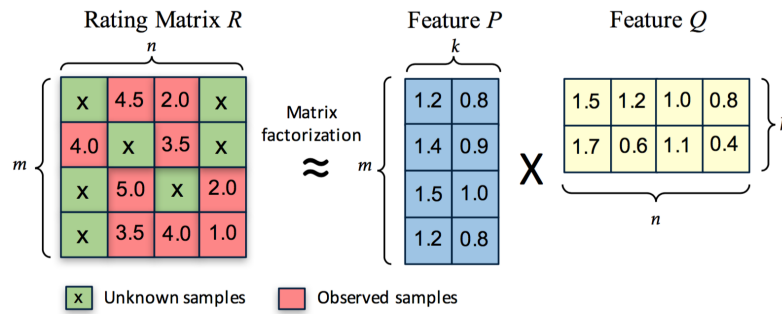 Rating Matrix R
Feature P
Feature Q
n
k
x 4.5 2.0 x
4.0 x 3.5 x
x 5.0 x 2.0
x 3.5 4.0 1.0
m
Matrix
factorization
≈
m
1.2 0.8
1.4 0.9
1.5 1.0
1.2 0.8
X
1.5 1.2 1.0 0.8
1.7 0.6 1.1 0.4
n
x Unknown samples
Observed samples